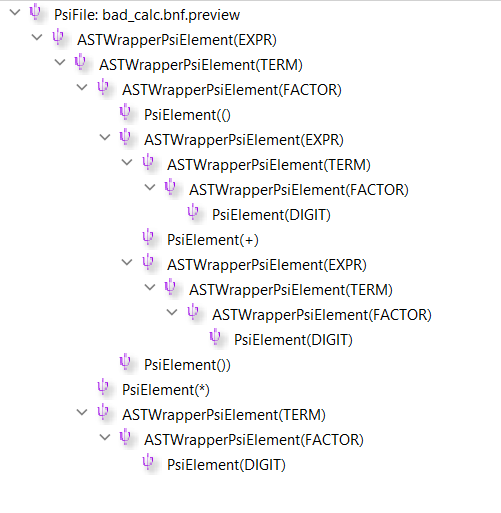 PsiFile: bad_calc.bnf.preview
ASTWrapperPsiElement(EXPR)
ASTWrapperPsiElement(TERM)
ASTWrapperPsiElement(FACTOR)
PsiElement(()
ASTWrapperPsiElement(EXPR)
ASTWrapperPsiElement(TERM)
ASTWrapperPsiElement(FACTOR)
PsiElement(DIGIT)
PsiElement(+)
ASTWrapperPsiElement(EXPR)
ASTWrapperPsiElement(TERM)
ASTWrapperPsiElement(FACTOR)
PsiElement(DIGIT)
PsiElement())
PsiElement(*)
ASTWrapperPsiElement(TERM)
ASTWrapperPsiElement(FACTOR)
PsiElement(DIGIT)